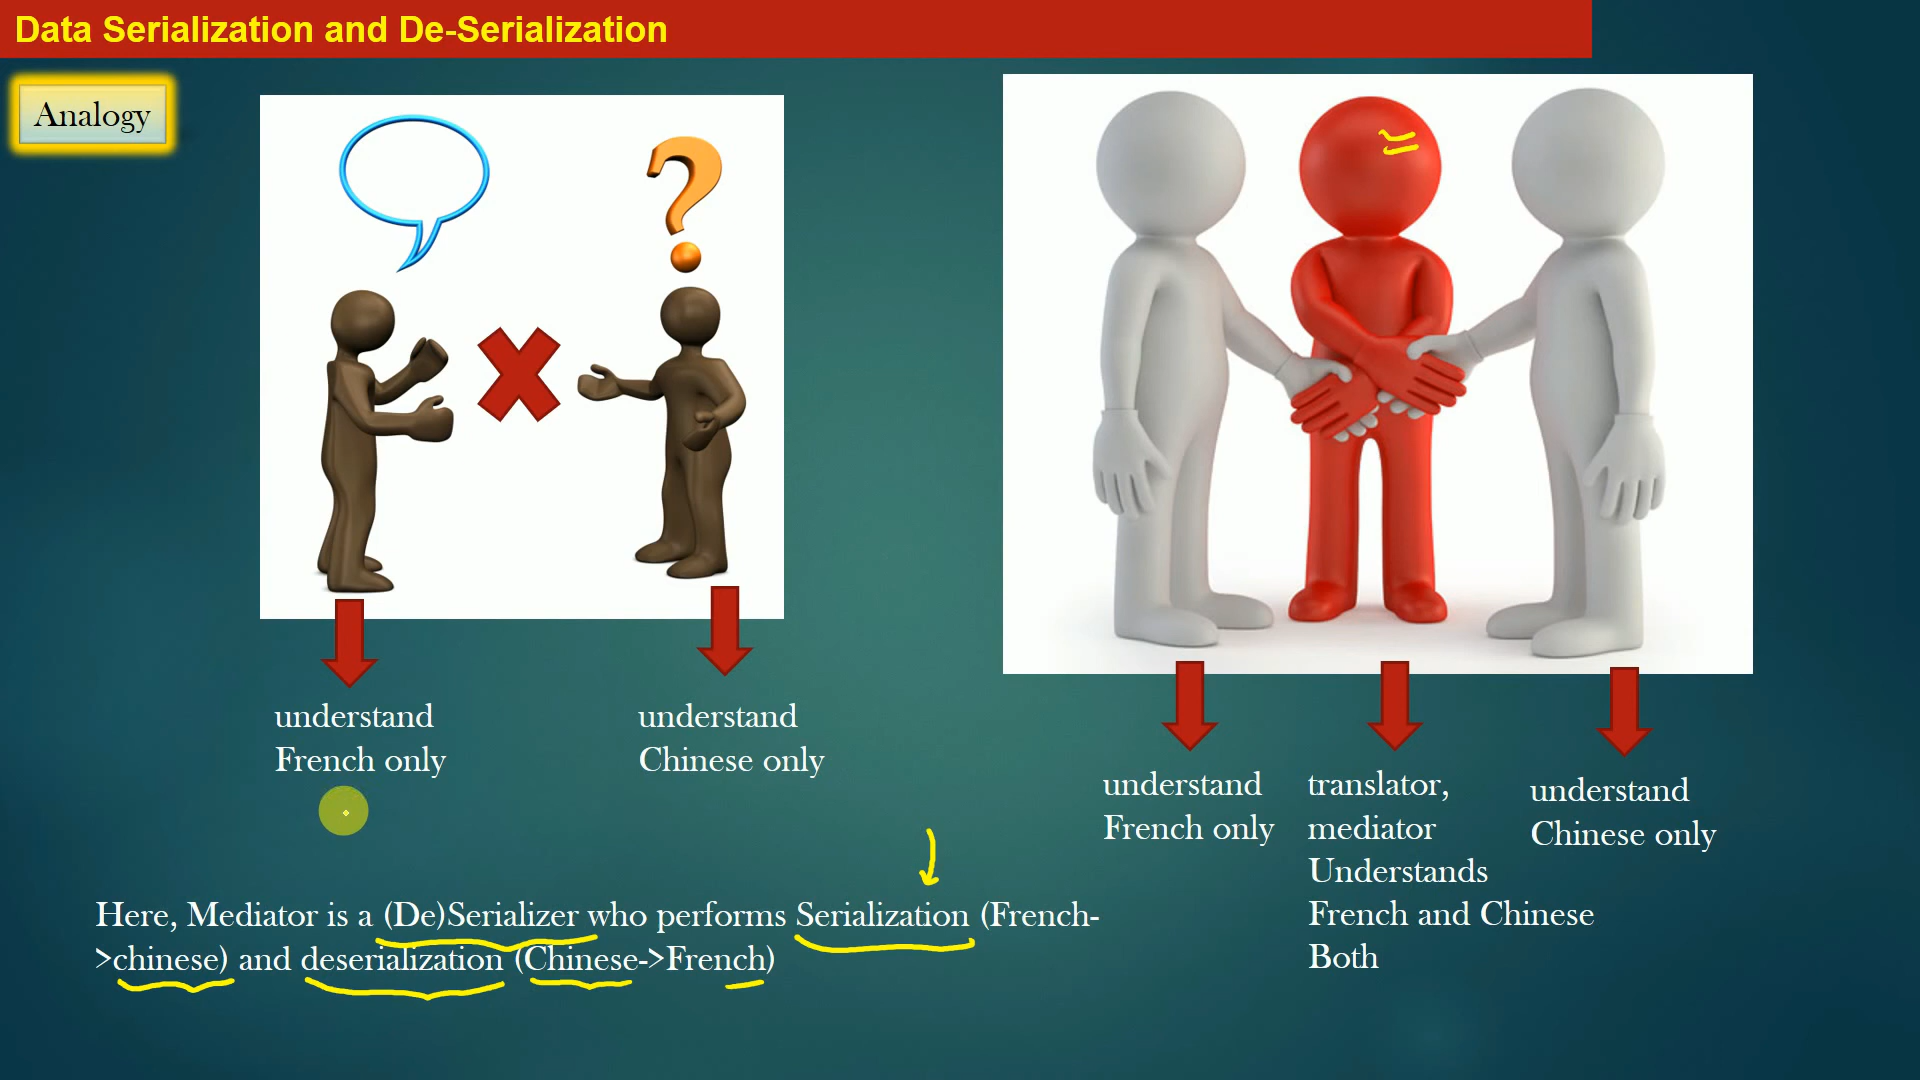 Data Serialization and De-Serialization
Analogy
understand
French only
understand
Chinese only
understand
French only
translator,
mediator
Understands
French and Chinese
Both
understand
Chinese only
Here, Mediator is a (De)Serializer who performs Serialization (French-
>chinese) and deserialization (Chinese->French)